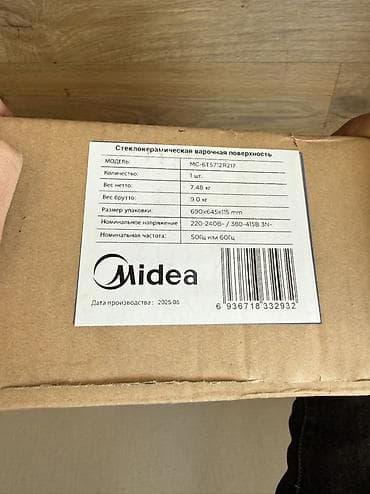 Стеклокерамическая варочная поверхность
МОДЕЛЬ: MC-6T5712R217
Количество: 1 шт.
Вес нетто: 7,48 кг
Вес брутто: 9.0 кг
Размер упаковки: 690x645x115 mm
Номинальное напряжение 220-240В~ / 380-415В 3N~
Номинальная частота: 50Гц или 60Гц
Midea
Дата производства: 2025.06
6 936718 332932